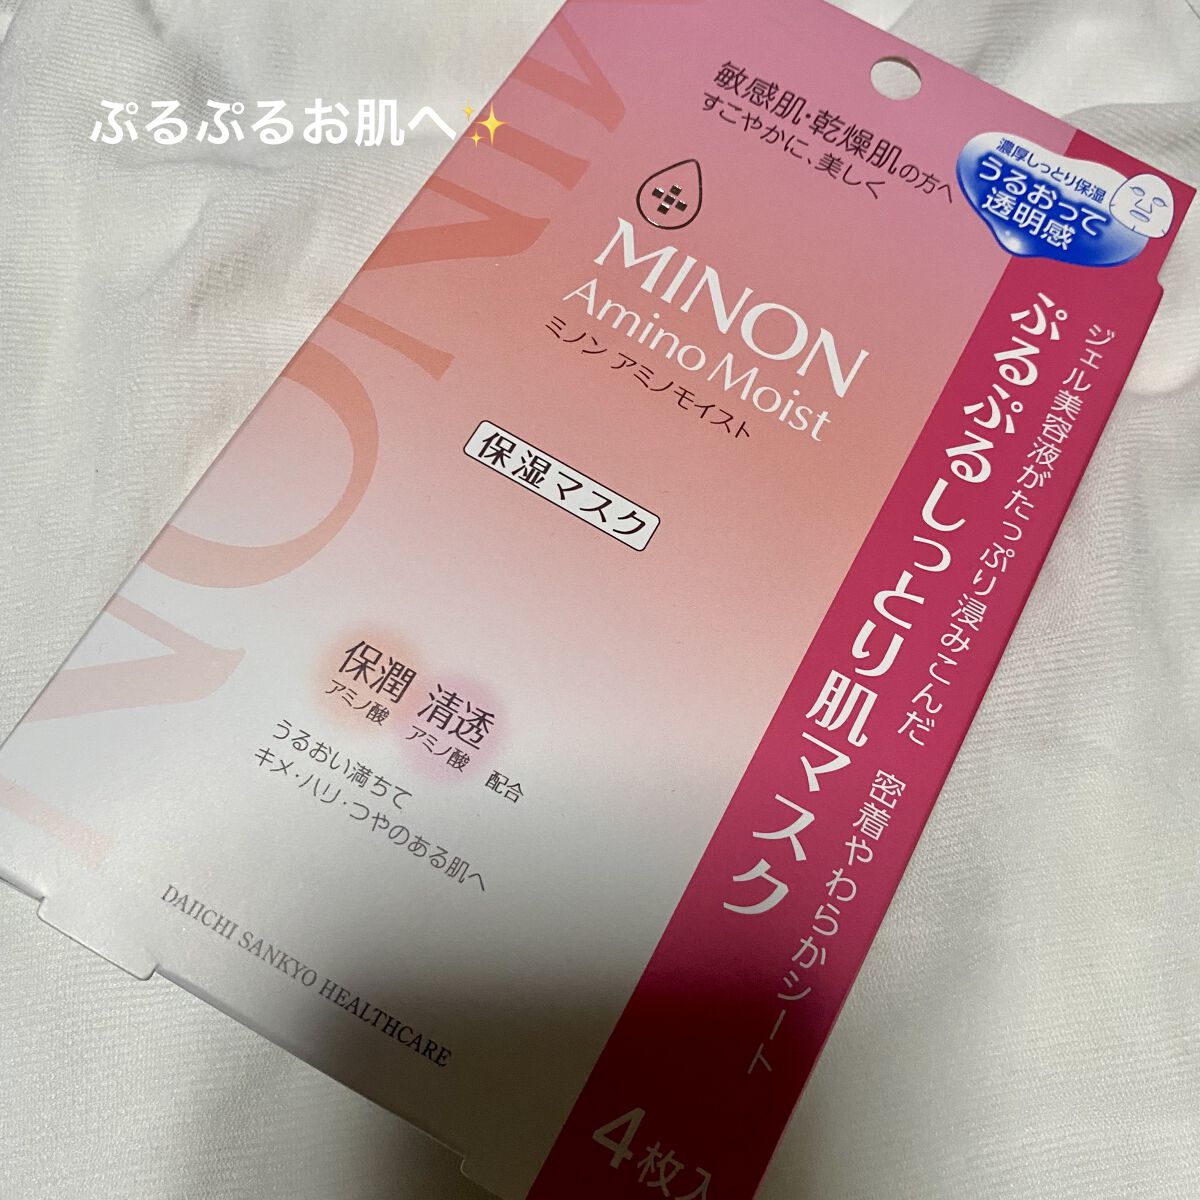 ぷるぷるお肌へ✨
敏感肌・乾燥肌の方へ
すこやかに、美しく
濃厚しっとり保湿
うるおって
透明感
MINON
Amino Moist
ミノン アミノモイスト
保湿マスク
ジェル美容液がたっぷり浸みこんだ 密着やわらかシート
ぷるぷるしっとり肌マスク
保潤 清透
アミノ酸 アミノ酸 配合
うるおい満ちて
キメ・ハリ・つやのある肌へ
DAIICHI SANKYO HEALTHCARE
4枚入
MINON